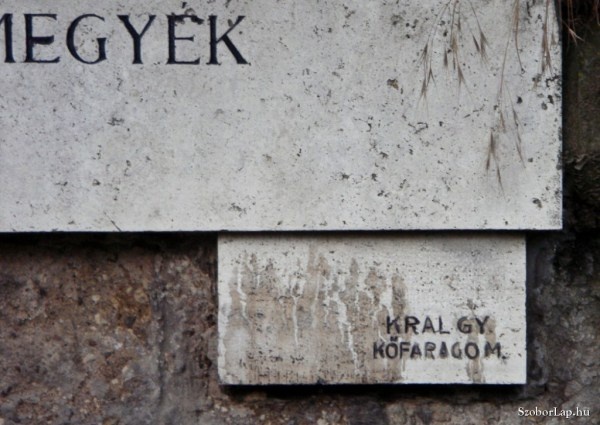 MEGYÉK
KRAL GY.
KŐFARAGÓ M.
SzoborLap.hu